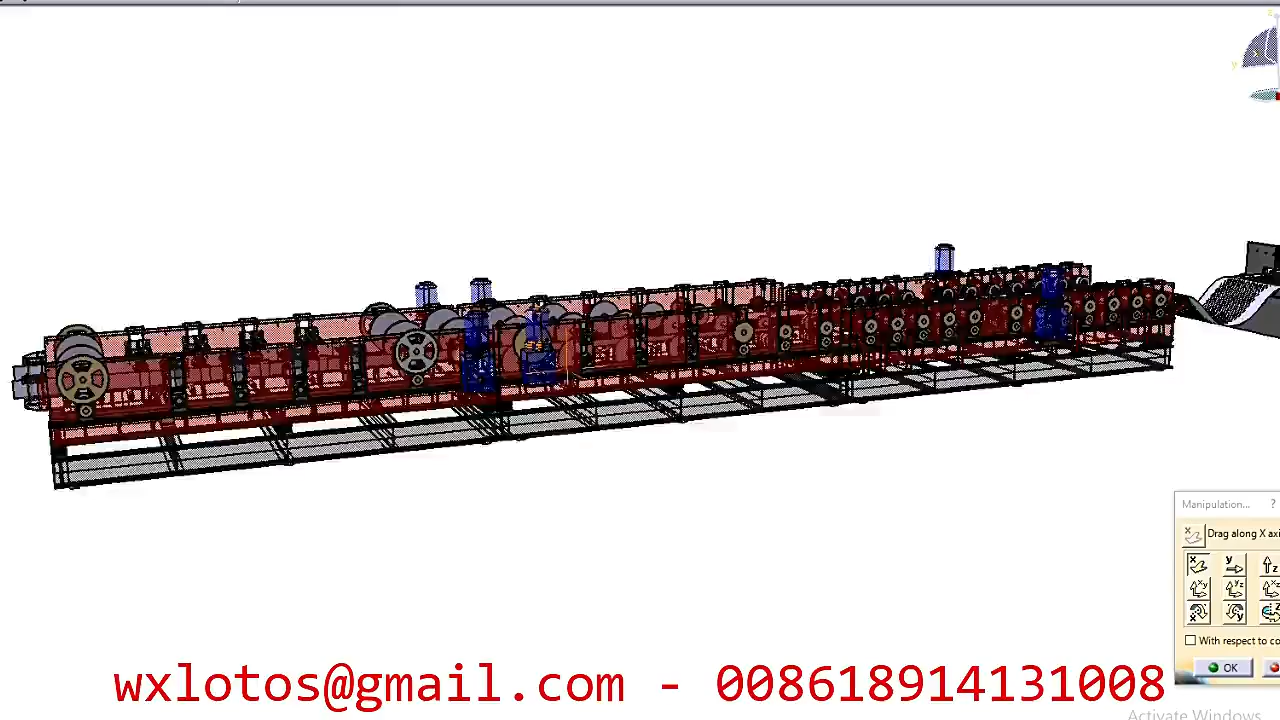 Manipulation... ?
Drag along X axi
With respect to co
OK
wxlotos@gmail.com - 008618914131008
Activate Windows